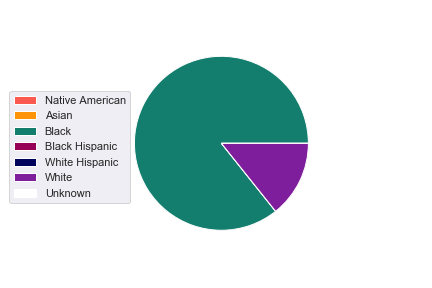 Native American
Asian
Black
Black Hispanic
White Hispanic
White
Unknown